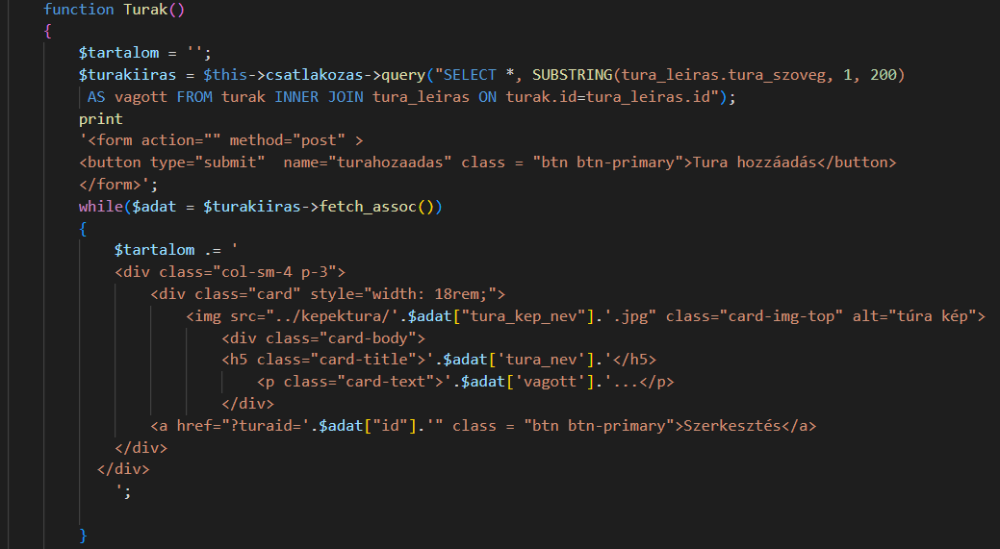 function Turak()
{
$tartalom = '';
$turakiiras = $this->csatlakozas->query("SELECT *, SUBSTRING(tura_leiras.tura_szoveg, 1, 200)
AS vagott FROM turak INNER JOIN tura_leiras ON turak.id=tura_leiras.id");
print
'<form action="" method="post" >
<button type="submit"  name="turahozaadas" class = "btn btn-primary">Tura hozzáadás</button>
</form>';
while($adat = $turakiiras->fetch_assoc())
{
$tartalom .= '
<div class="col-sm-4 p-3">
<div class="card" style="width: 18rem;">
<img src="../kepektura/'.$adat["tura_kep_nev"].'.jpg" class="card-img-top" alt="túra kép">
<div class="card-body">
<h5 class="card-title">'.$adat['tura_nev'].'</h5>
<p class="card-text">'.$adat['vagott'].'...</p>
</div>
<a href="?turaid='.$adat["id"].'" class = "btn btn-primary">Szerkesztés</a>
</div>
</div>
';
}